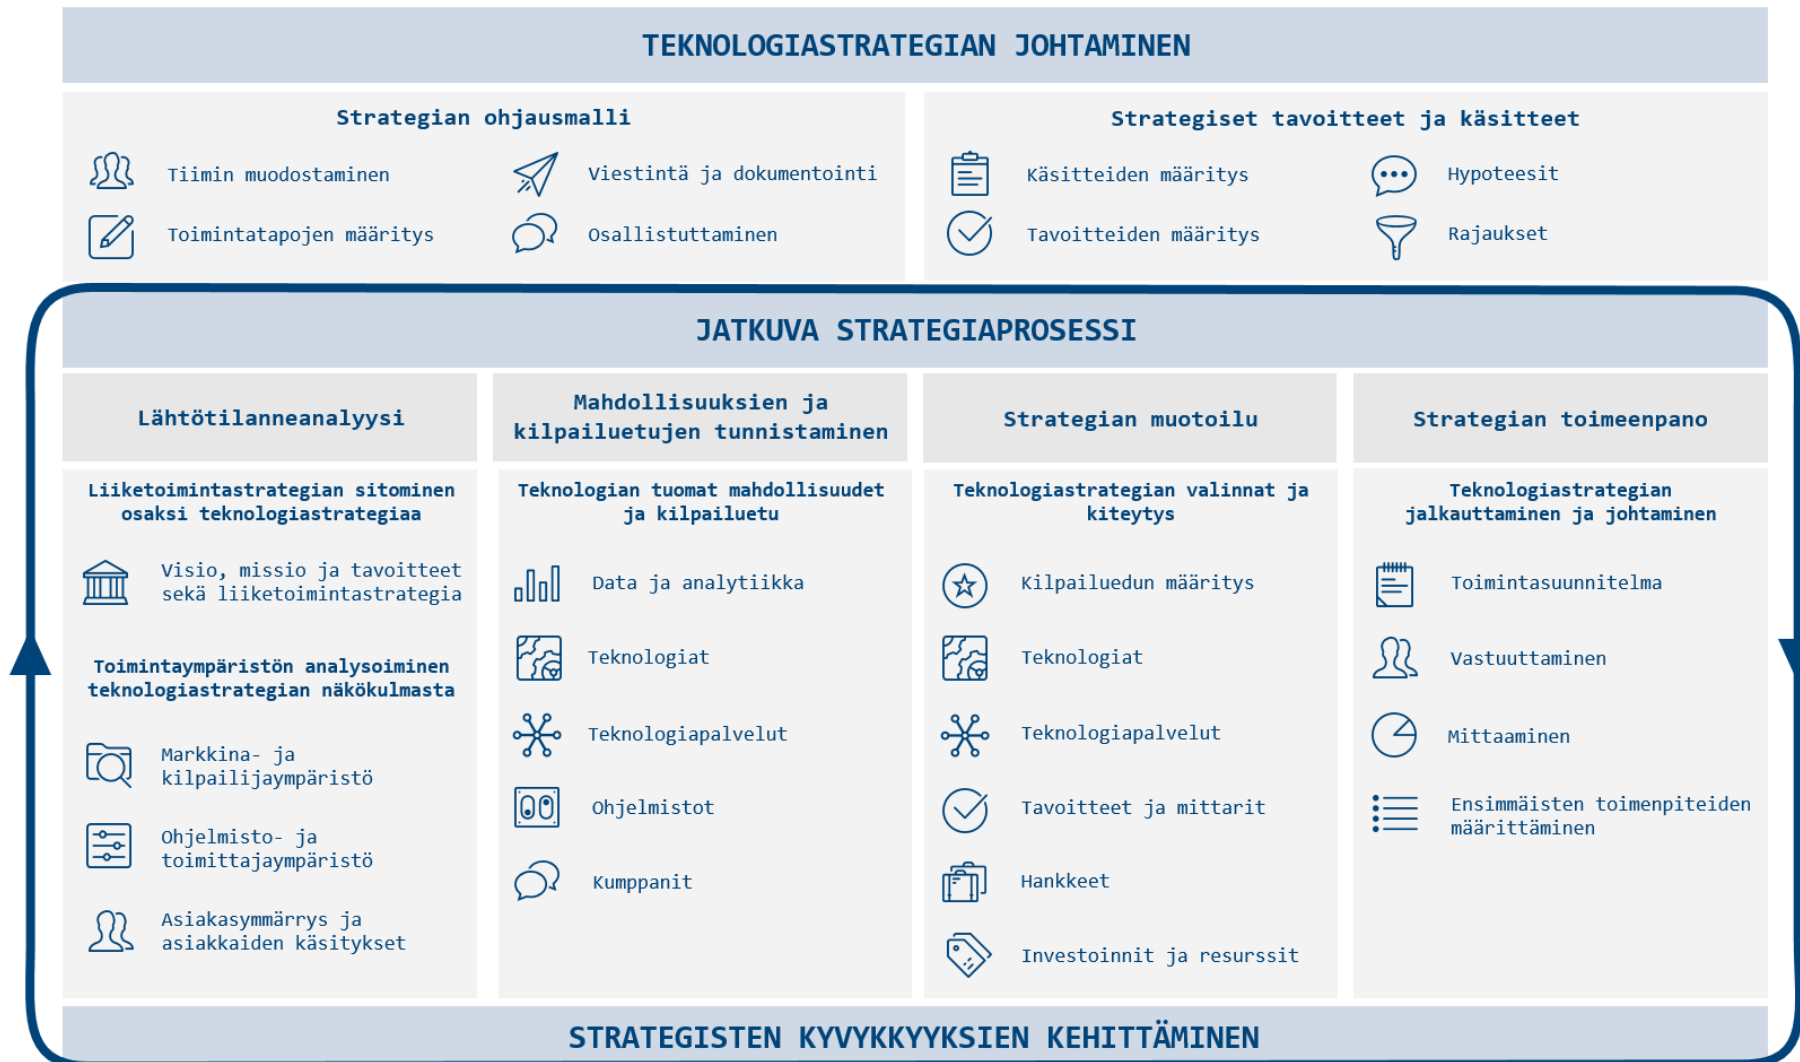 TEKNOLOGIASTRATEGIAN JOHTAMINEN
Strategian ohjausmalli
Tiimin muodostaminen
Viestintä ja dokumentointi
Toimintatapojen määritys
Osallistuttaminen
Strategiset tavoitteet ja käsitteet
Käsitteiden määritys
Hypoteesit
Tavoitteiden määritys
Rajaukset
JATKUVA STRATEGIAPROSESSI
Lähtötilanneanalyysi
Liiketoimintastrategian sitominen
osaksi teknologiastrategiaa
Visio, missio ja tavoitteet
sekä liiketoimintastrategia
Toimintaympäristön analysoiminen
teknologiastrategian näkökulmasta
Markkina- ja
kilpailijaympäristö
Ohjelmisto- ja
toimittajaympäristö
Asiakasymmärrys ja
asiakkaiden käsitykset
Mahdollisuuksien ja
kilpailuetujen tunnistaminen
Teknologian tuomat mahdollisuudet
ja kilpailuetu
Data ja analytiikka
Teknologiat
Teknologiapalvelut
Ohjelmistot
Kumppanit
Strategian muotoilu
Teknologiastrategian valinnat ja
kiteytys
Kilpailuedun määritys
Teknologiat
Teknologiapalvelut
Tavoitteet ja mittarit
Hankkeet
Investoinnit ja resurssit
Strategian toimeenpano
Teknologiastrategian
jalkauttaminen ja johtaminen
Toimintasuunnitelma
Vastuuttaminen
Mittaaminen
Ensimmäisten toimenpiteiden
määrittäminen
STRATEGISTEN KYVYKKYYKSIEN KEHITTÄMINEN